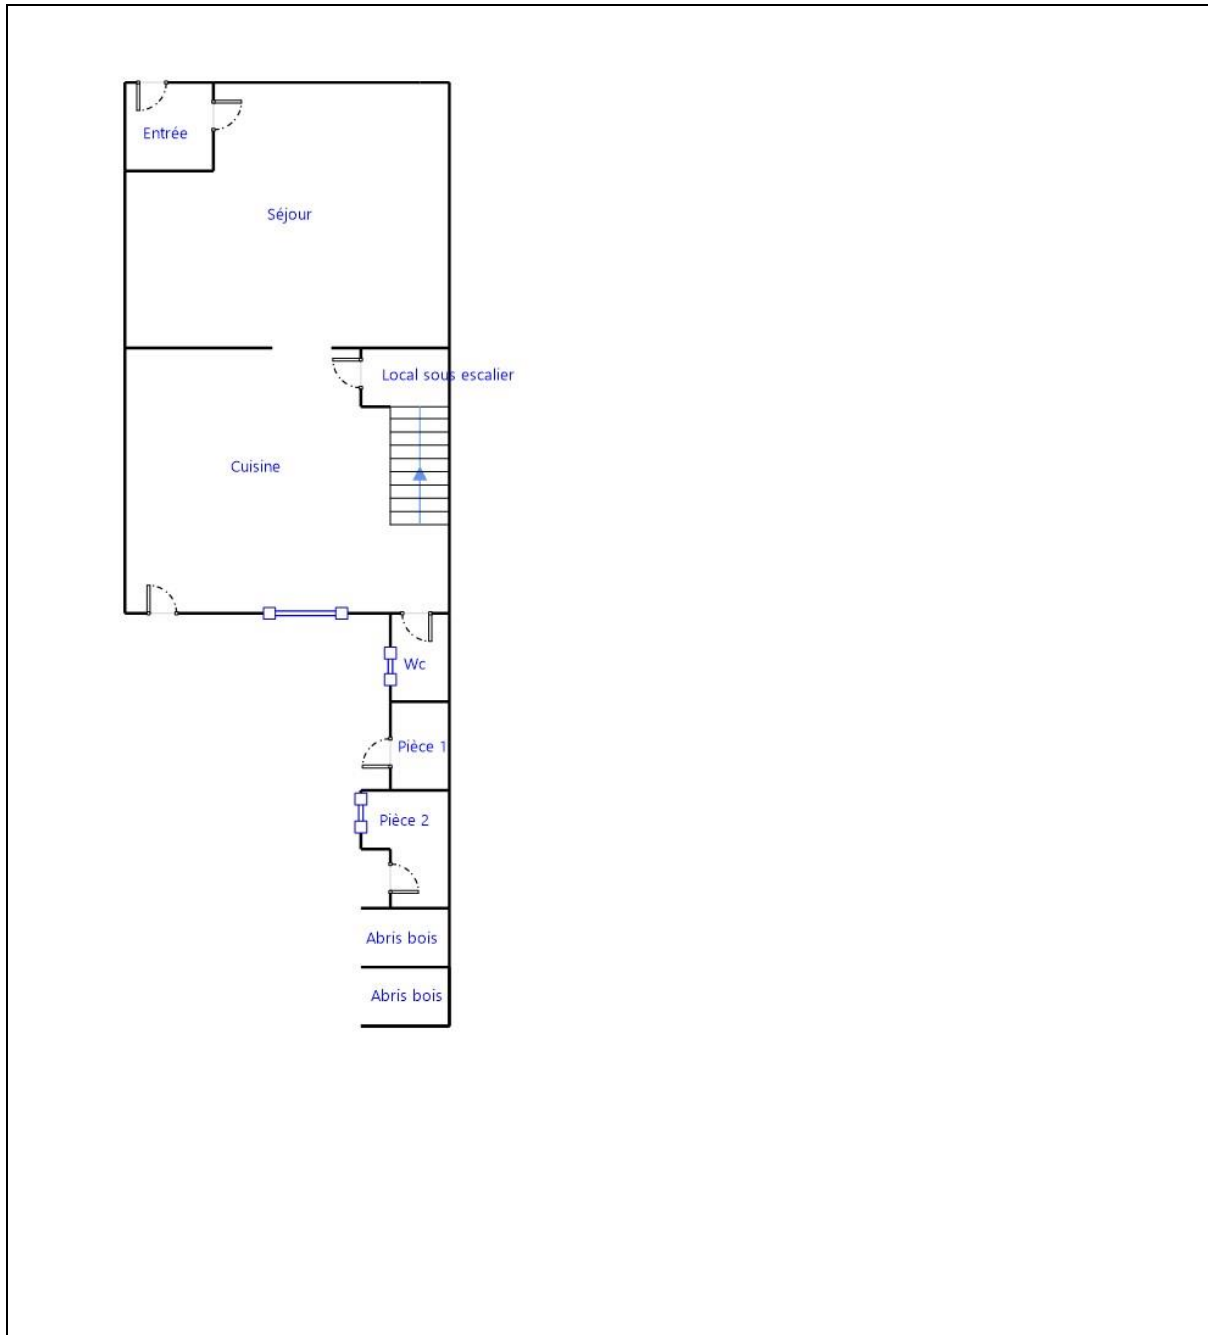 Entrée
Séjour
Local sous escalier
Cuisine
Wc
Pièce 1
Pièce 2
Abris bois
Abris bois